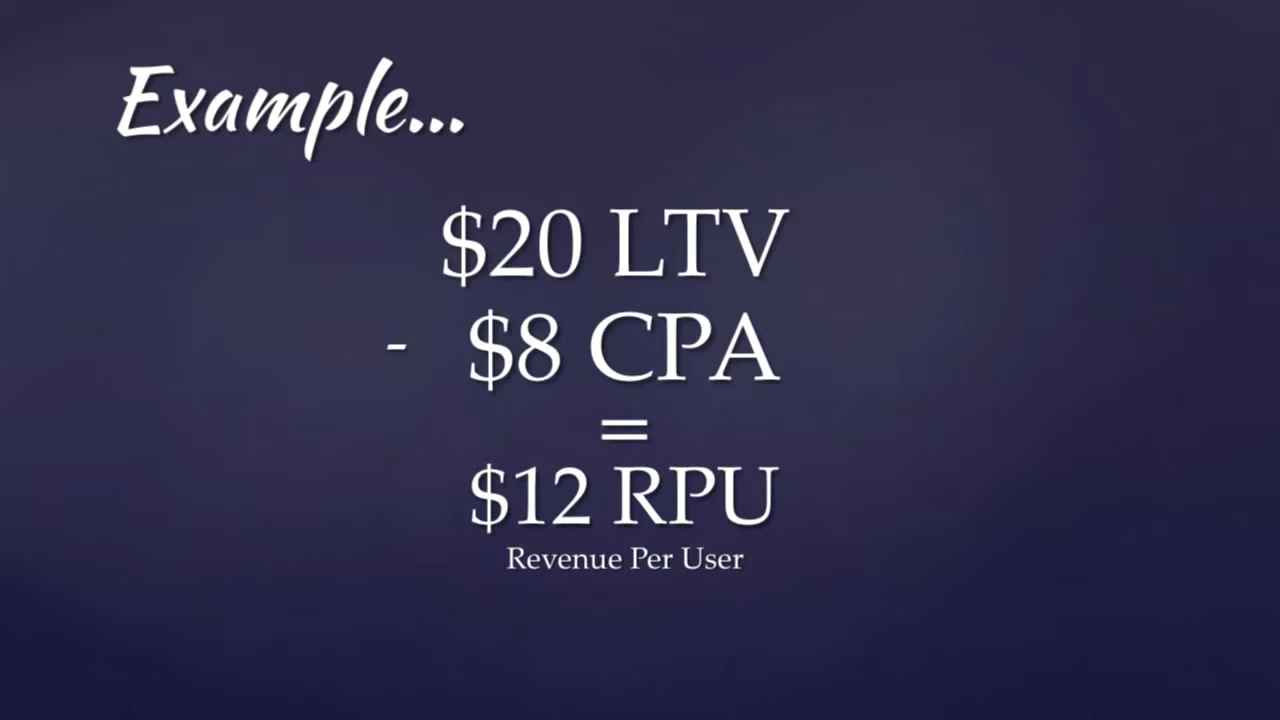 Example...
$20 LTV
- $8 CPA
=
$12 RPU
Revenue Per User